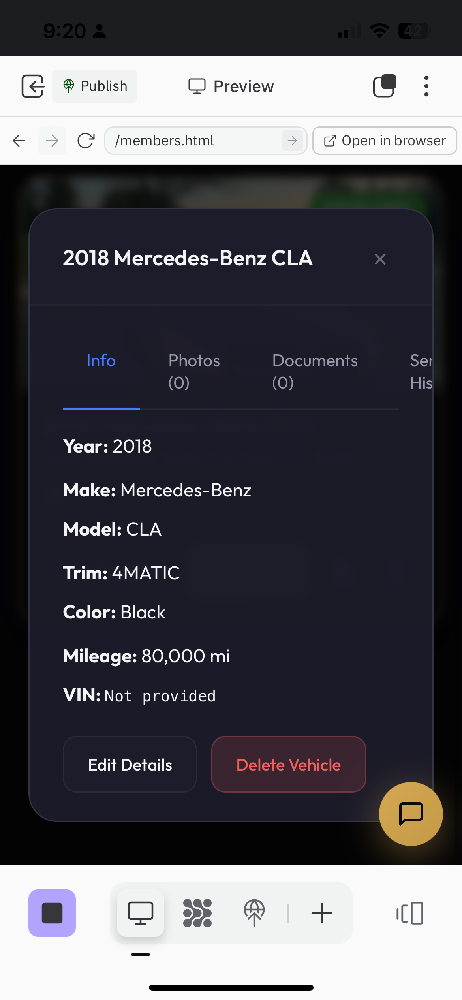 9:20
42
Publish
Preview
/members.html
Open in browser
2018 Mercedes-Benz CLA
Info
Photos
(0)
Documents
(0)
Ser
His
Year: 2018
Make: Mercedes-Benz
Model: CLA
Trim: 4MATIC
Color: Black
Mileage: 80,000 mi
VIN: Not provided
Edit Details
Delete Vehicle